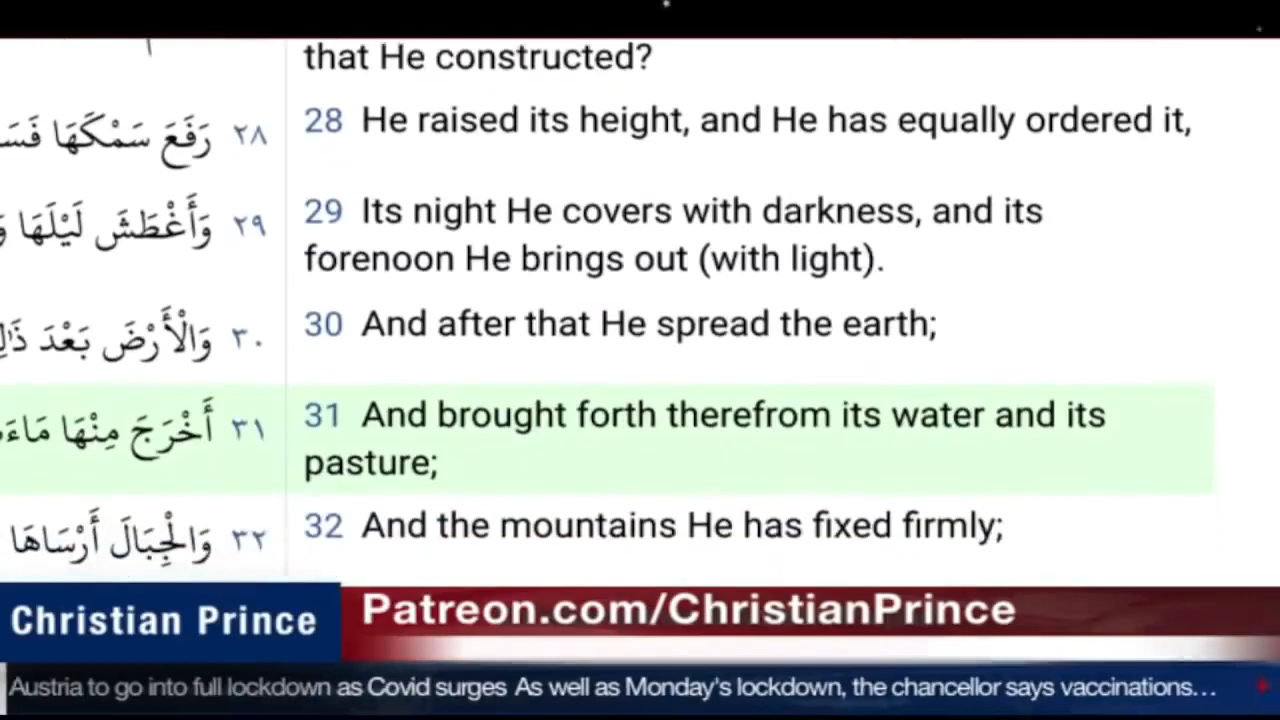 that He constructed?
٢٨ رَفَعَ سَمْكَهَا
28 He raised its height, and He has equally ordered it,
٢٩ وَأَغْطَشَ لَيْلَهَا
29 Its night He covers with darkness, and its
forenoon He brings out (with light).
٣٠ وَالْأَرْضَ بَعْدَ
30 And after that He spread the earth;
٣١ أَخْرَجَ مِنْهَا
31 And brought forth therefrom its water and its
pasture;
٣٢ وَالْجِبَالَ أَرْسَاهَا
32 And the mountains He has fixed firmly;
Christian Prince
Patreon.com/ChristianPrince
Austria to go into full lockdown as Covid surges As well as Monday's lockdown, the chancellor says vaccinations...